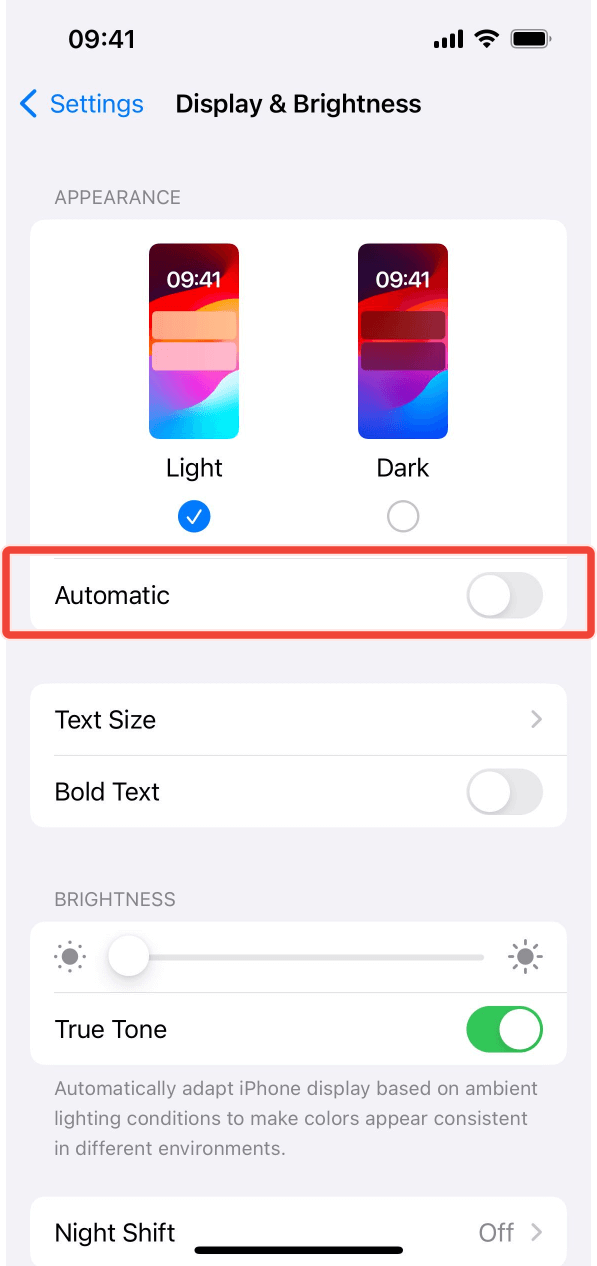 09:41
Settings Display & Brightness
APPEARANCE
09:41 09:41
Light Dark
Automatic
Text Size
Bold Text
BRIGHTNESS
True Tone
Automatically adapt iPhone display based on ambient
lighting conditions to make colors appear consistent
in different environments.
Night Shift Off